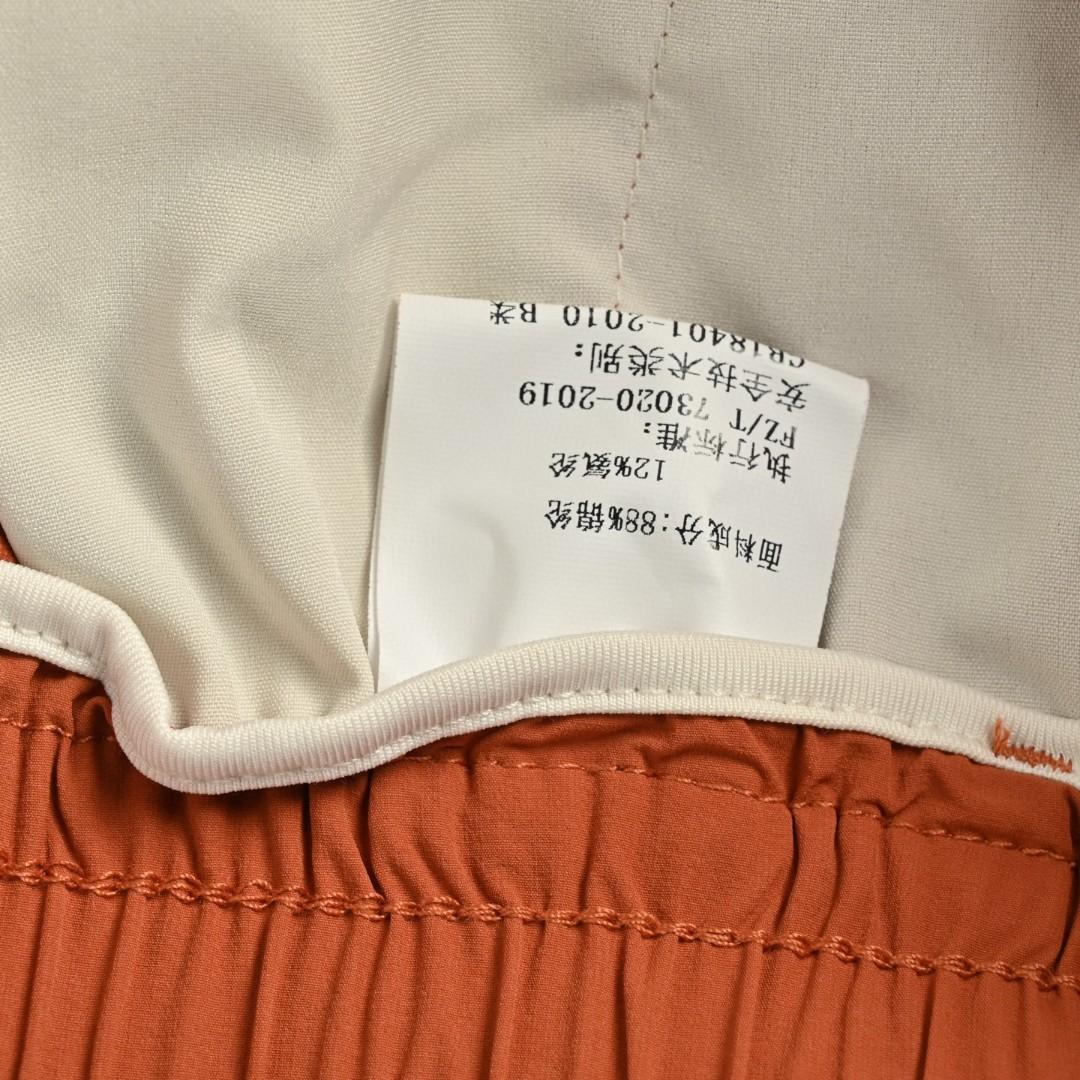 面料成分:88%锦纶
12%氨纶
执行标准:
FZ/T 73020-2019
安全技术类别:
GB18401-2010 B类